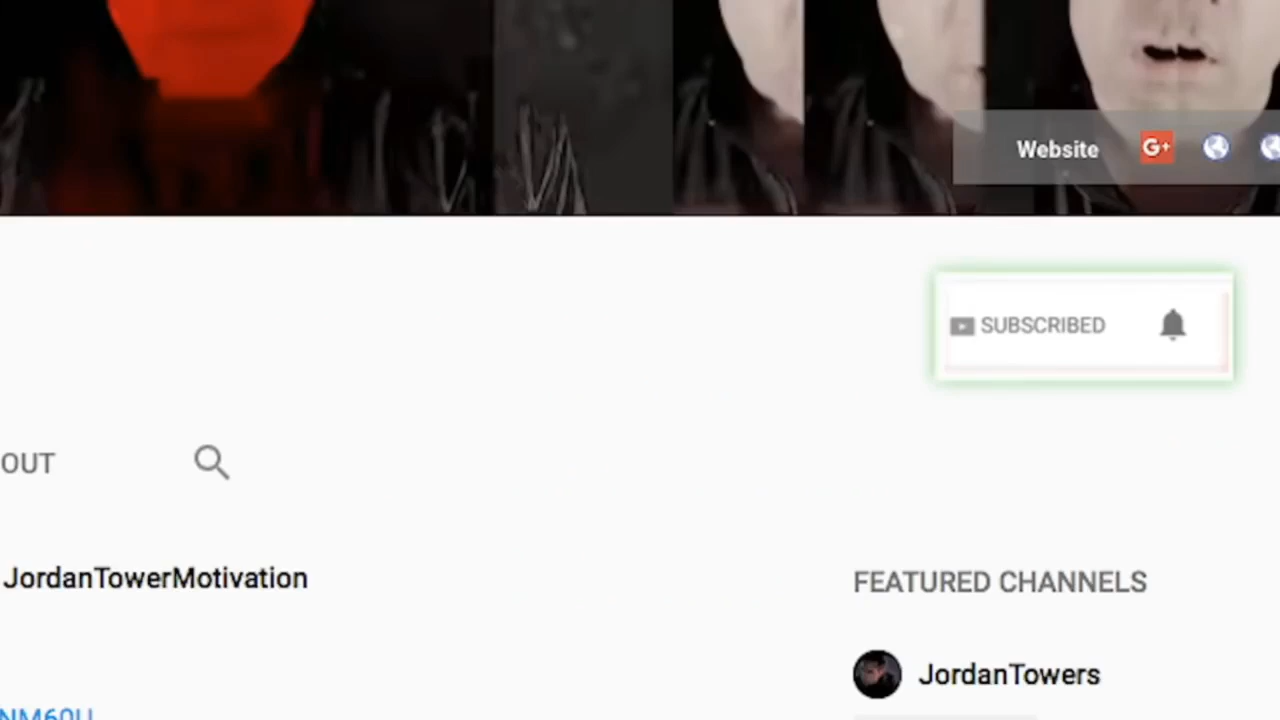 Website G+
SUBSCRIBED
OUT
JordanTowerMotivation
FEATURED CHANNELS
JordanTowers